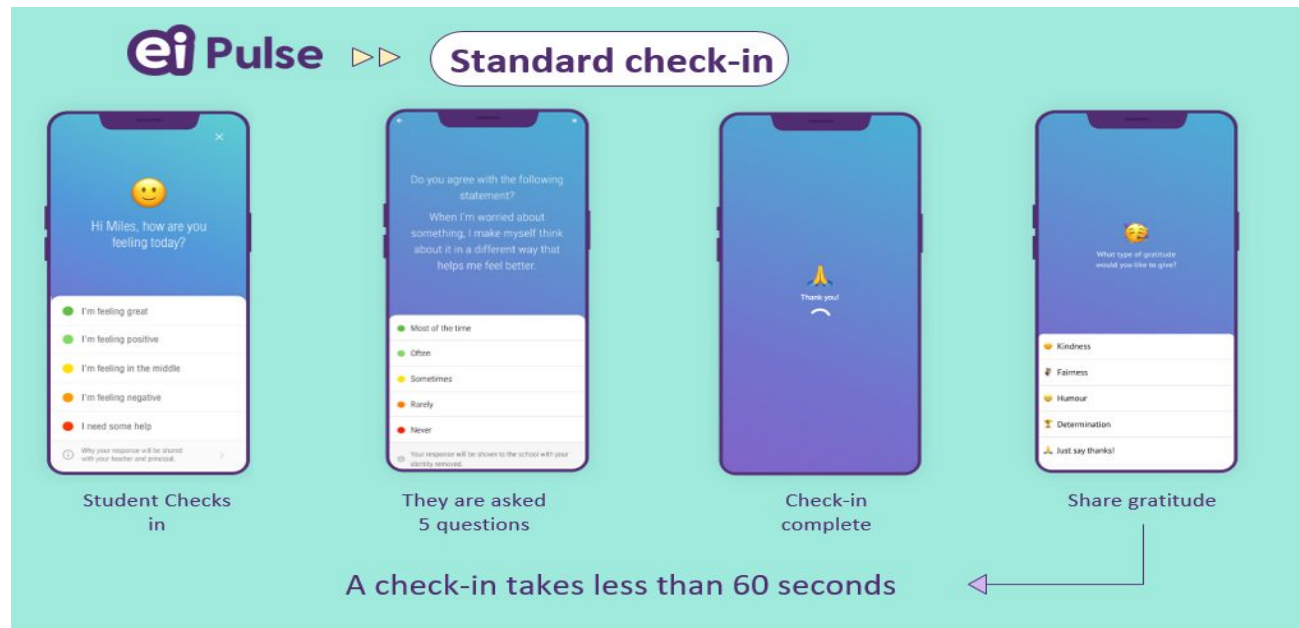 ei Pulse
Standard check-in
Hi Miles, how are you
feeling today?
I'm feeling great
I'm feeling positive
I'm feeling in the middle
I'm feeling negative
I need some help
Why your response will be shared
with your teacher and principal.
Student Checks
in
Do you agree with the following
statement?
When I'm worried about
something, I make myself think
about it in a different way that
helps me feel better.
Most of the time
Often
Sometimes
Rarely
Never
Your response will be shown to the school with your
identity removed.
They are asked
5 questions
Thank you!
Check-in
complete
What type of gratitude
would you like to give?
Kindness
Fairness
Humour
Determination
Just say thanks!
Share gratitude
A check-in takes less than 60 seconds